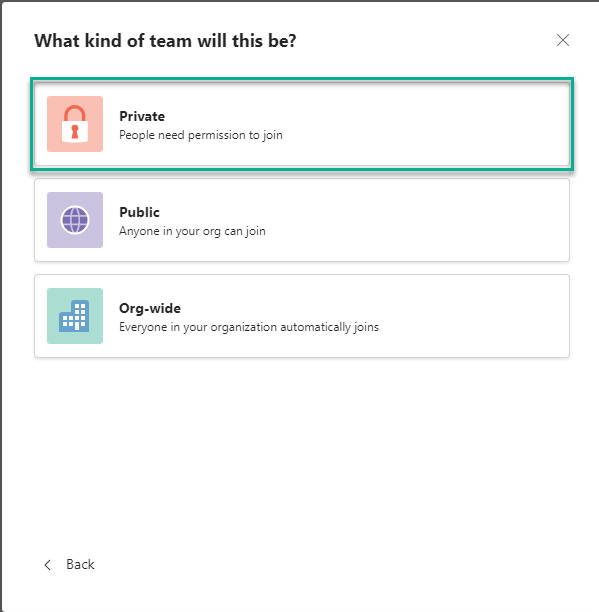 What kind of team will this be?
Private
People need permission to join
Public
Anyone in your org can join
Org-wide
Everyone in your organization automatically joins
Back